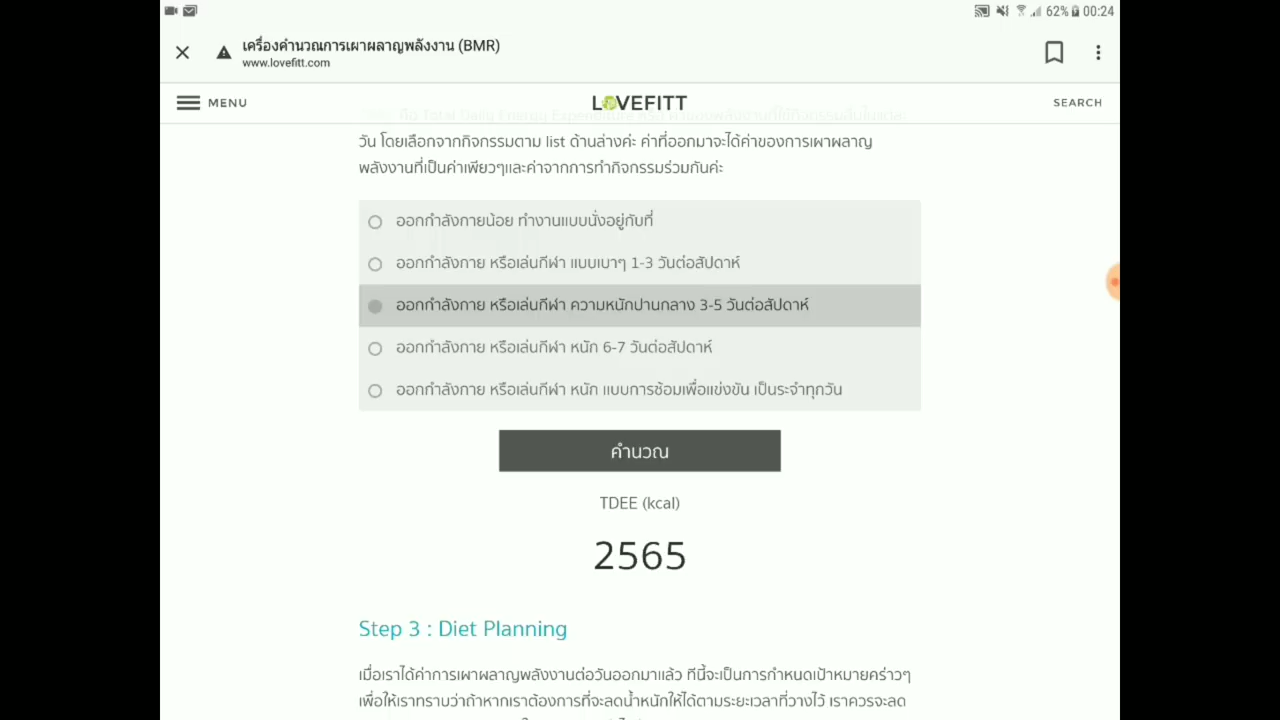 62% 00:24
เครื่องคำนวณการเผาผลาญพลังงาน (BMR)
www.lovefitt.com
MENU
LOVEFITT
SEARCH
คือ Total Daily Energy Expenditure
วัน โดยเลือกจากกิจกรรมตาม list ด้านล่างค่ะ ค่าที่ออกมาจะได้ค่าของการเผาผลาญ
พลังงานที่เป็นค่าเพียวๆและค่าจากการทำกิจกรรมร่วมกันค่ะ
ออกกำลังกายน้อย ทำงานแบบนั่งอยู่กับที่
ออกกำลังกาย หรือเล่นกีฬา แบบเบาๆ 1-3 วันต่อสัปดาห์
ออกกำลังกาย หรือเล่นกีฬา ความหนักปานกลาง 3-5 วันต่อสัปดาห์
ออกกำลังกาย หรือเล่นกีฬา หนัก 6-7 วันต่อสัปดาห์
ออกกำลังกาย หรือเล่นกีฬา หนัก แบบการซ้อมเพื่อแข่งขัน เป็นระจำทุกวัน
คำนวณ
TDEE (kcal)
2565
Step 3 : Diet Planning
เมื่อเราได้ค่าการเผาผลาญพลังงานต่อวันออกมาแล้ว ทีนี้จะเป็นการกำหนดเป้าหมายคร่าวๆ
เพื่อให้เราทราบว่าถ้าหากเราต้องการที่จะลดน้ำหนักให้ได้ตามระยะเวลาที่วางไว้ เราควรจะลด